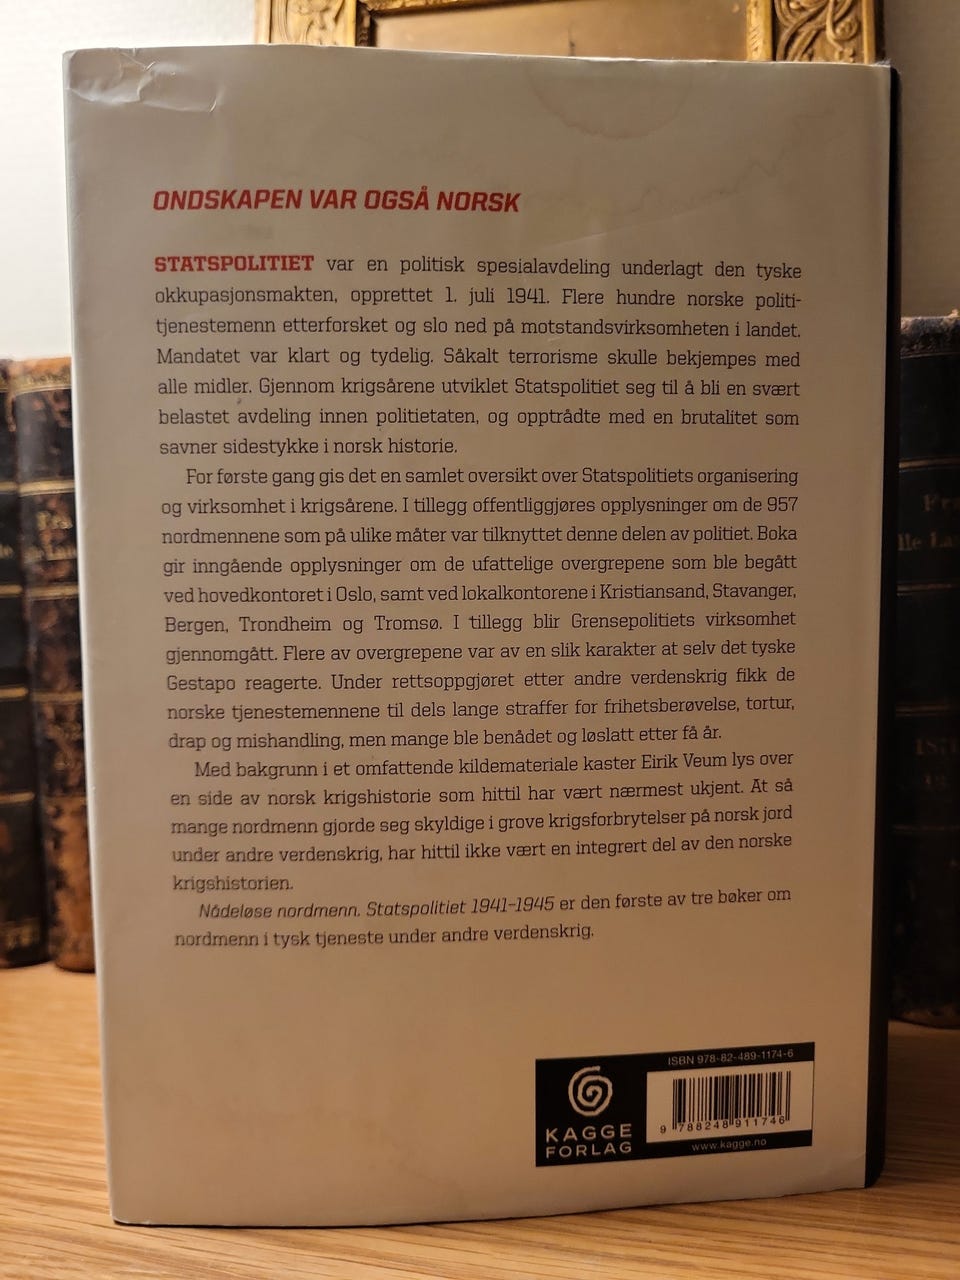 ONDSKAPEN VAR OGSÅ NORSK
STATSPOLITIET var en politisk spesialavdeling underlagt den tyske
okkupasjonsmakten, opprettet 1. juli 1941. Flere hundre norske politi-
tjenestemenn etterforsket og slo ned på motstandsvirksomheten i landet.
Mandatet var klart og tydelig. Såkalt terrorisme skulle bekjempes med
alle midler. Gjennom krigsårene utviklet Statspolitiet seg til å bli en svært
belastet avdeling innen politietaten, og opptrådte med en brutalitet som
savner sidestykke i norsk historie.
For første gang gis det en samlet oversikt over Statspolitiets organisering
og virksomhet i krigsårene. I tillegg offentliggjøres opplysninger om de 957
nordmennene som på ulike måter var tilknyttet denne delen av politiet. Boka
gir inngående opplysninger om de ufattelige overgrepene som ble begått
ved hovedkontoret i Oslo, samt ved lokalkontorene i Kristiansand, Stavanger,
Bergen, Trondheim og Tromsø. I tillegg blir Grensepolitiets virksomhet
gjennomgått. Flere av overgrepene var av en slik karakter at selv det tyske
Gestapo reagerte. Under rettsoppgjøret etter andre verdenskrig fikk de
norske tjenestemennene til dels lange straffer for frihetsberøvelse, tortur,
drap og mishandling, men mange ble benådet og løslatt etter få år.
Med bakgrunn i et omfattende kildemateriale kaster Eirik Veum lys over
en side av norsk krigshistorie som hittil har vært nærmest ukjent. At så
mange nordmenn gjorde seg skyldige i grove krigsforbrytelser på norsk jord
under andre verdenskrig, har hittil ikke vært en integrert del av den norske
krigshistorien.
Nådeløse nordmenn. Statspolitiet 1941–1945 er den første av tre bøker om
nordmenn i tysk tjeneste under andre verdenskrig.
ISBN 978-82-489-1174-6
9 788248 911746
KAGGE
FORLAG
www.kagge.no